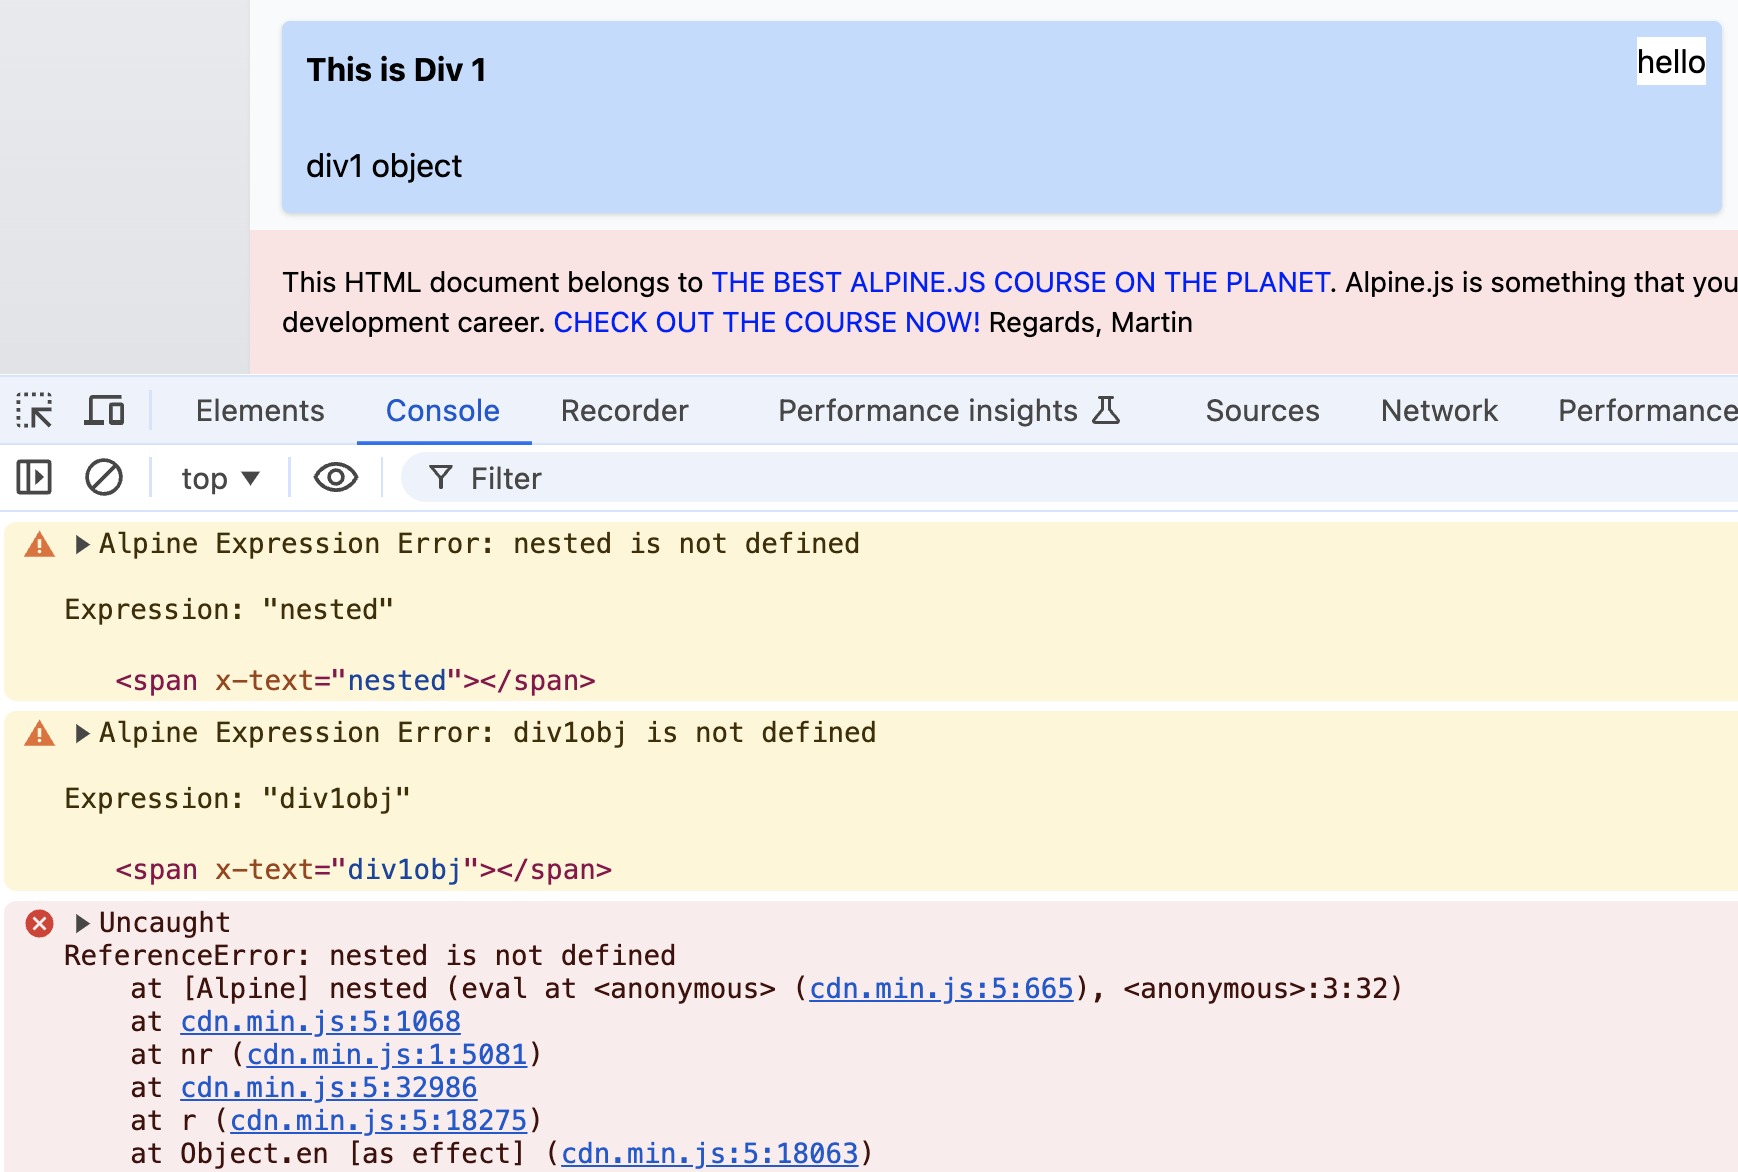 This is Div 1
hello
div1 object
This HTML document belongs to THE BEST ALPINE.JS COURSE ON THE PLANET. Alpine.js is something that you
development career. CHECK OUT THE COURSE NOW! Regards, Martin
Elements Console Recorder Performance insights Sources Network Performance
top Filter
Alpine Expression Error: nested is not defined
Expression: "nested"
<span x-text="nested"></span>
Alpine Expression Error: div1obj is not defined
Expression: "div1obj"
<span x-text="div1obj"></span>
Uncaught
ReferenceError: nested is not defined
at [Alpine] nested (eval at <anonymous> (cdn.min.js:5:665), <anonymous>:3:32)
at cdn.min.js:5:1068
at nr (cdn.min.js:1:5081)
at cdn.min.js:5:32986
at r (cdn.min.js:5:18275)
at Object.en [as effect] (cdn.min.js:5:18063)